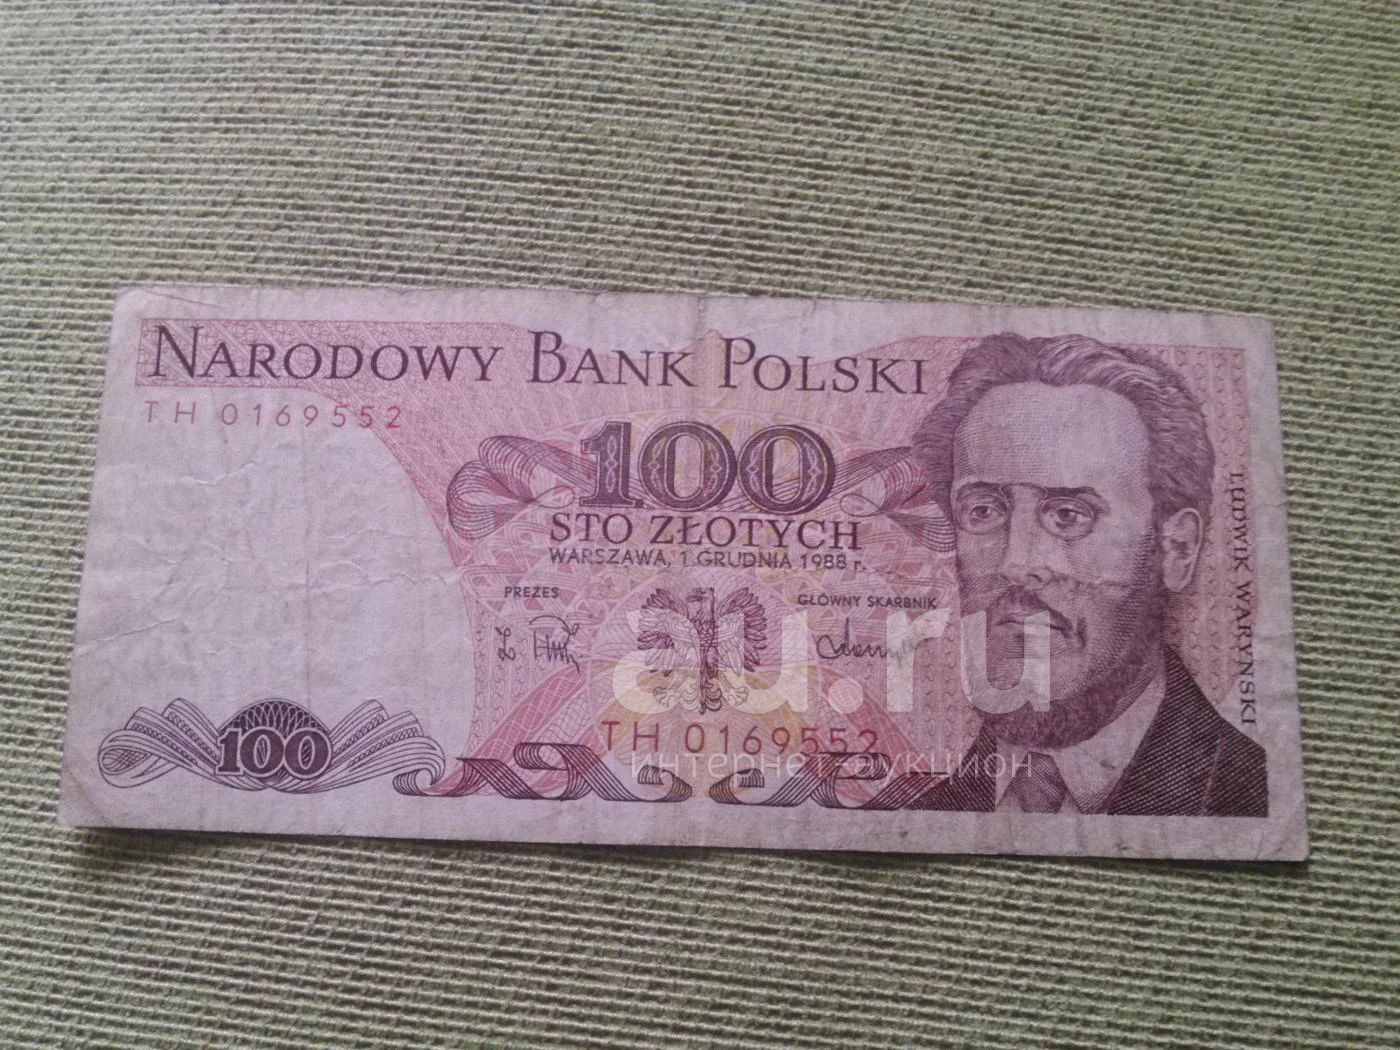 NARODOWY BANK POLSKI
TH 0169552
100
STO ZŁOTYCH
WARSZAWA, 1 GRUDNIA 1988 r.
PREZES
GŁÓWNY SKARBNIK
LUDWIK WARYŃSKI
au.ru
TH 0169552
интернет-аукцион
100